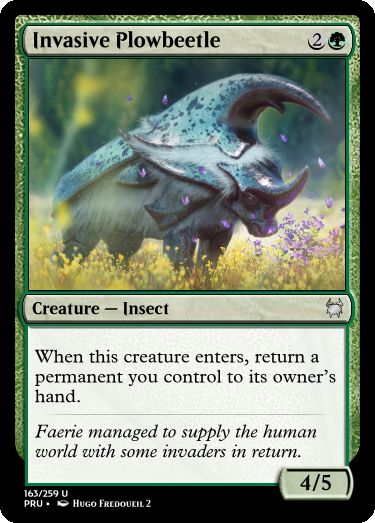 Invasive Plowbeetle 2
Creature — Insect
When this creature enters, return a
permanent you control to its owner's
hand.
Faerie managed to supply the human
world with some invaders in return.
4/5
163/259 U
PRU • Hugo Fredoueil 2